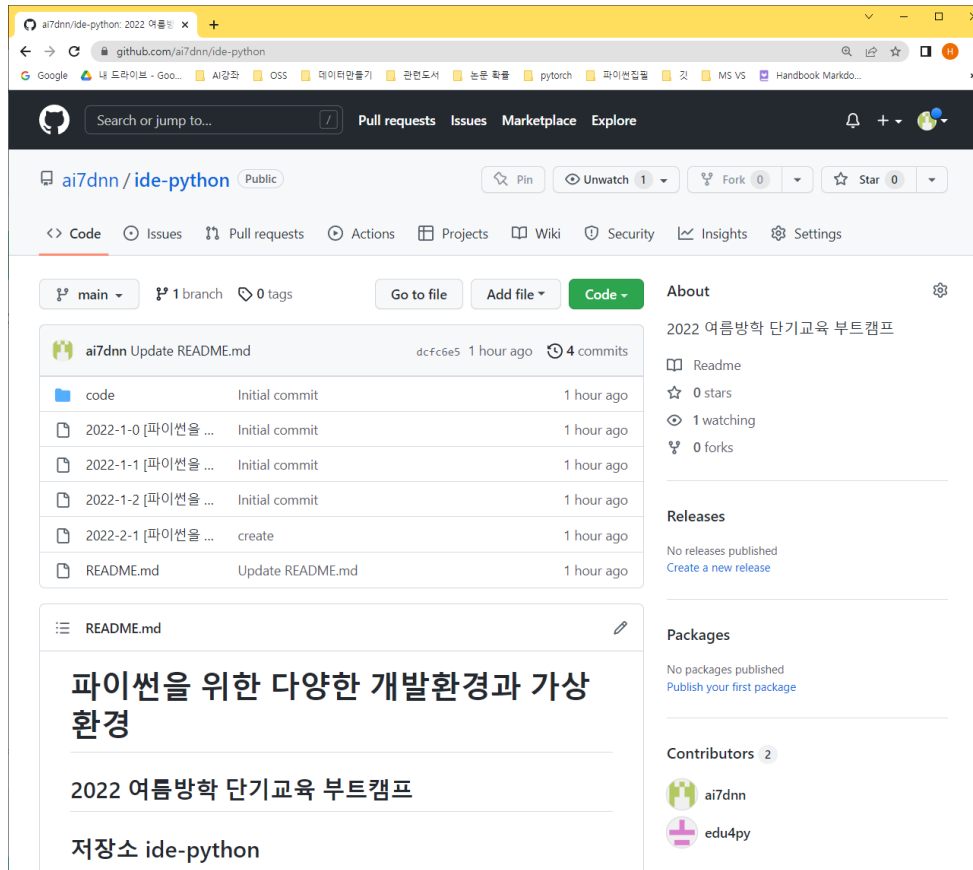 ai7dnn/ide-python: 2022 여름방
github.com/ai7dnn/ide-python
H
G Google 내 드라이브 - Goo... AI강좌 OSS 데이터만들기 관련도서 논문 확률 pytorch 파이썬집필 깃 MS VS Handbook Markdo...
Search or jump to... / Pull requests Issues Marketplace Explore
ai7dnn / ide-python Public Pin Unwatch 1 Fork 0 Star 0
<> Code Issues Pull requests Actions Projects Wiki Security Insights Settings
main 1 branch 0 tags Go to file Add file Code
ai7dnn Update README.md dcfc6e5 1 hour ago 4 commits
code Initial commit 1 hour ago
2022-1-0 [파이썬을 ... Initial commit 1 hour ago
2022-1-1 [파이썬을 ... Initial commit 1 hour ago
2022-1-2 [파이썬을 ... Initial commit 1 hour ago
2022-2-1 [파이썬을 ... create 1 hour ago
README.md Update README.md 1 hour ago
README.md
파이썬을 위한 다양한 개발환경과 가상
환경
2022 여름방학 단기교육 부트캠프
저장소 ide-python
About
2022 여름방학 단기교육 부트캠프
Readme
0 stars
1 watching
0 forks
Releases
No releases published
Create a new release
Packages
No packages published
Publish your first package
Contributors 2
ai7dnn
edu4py